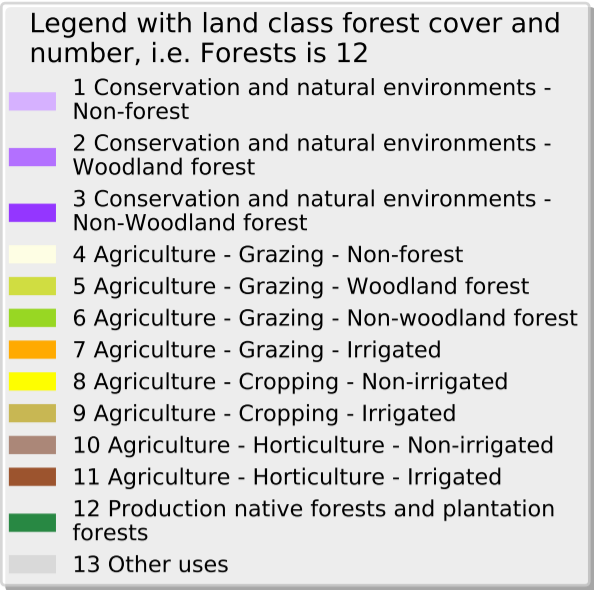 Legend with land class forest cover and
number, i.e. Forests is 12
1 Conservation and natural environments -
Non-forest
2 Conservation and natural environments -
Woodland forest
3 Conservation and natural environments -
Non-Woodland forest
4 Agriculture - Grazing - Non-forest
5 Agriculture - Grazing - Woodland forest
6 Agriculture - Grazing - Non-woodland forest
7 Agriculture - Grazing - Irrigated
8 Agriculture - Cropping - Non-irrigated
9 Agriculture - Cropping - Irrigated
10 Agriculture - Horticulture - Non-irrigated
11 Agriculture - Horticulture - Irrigated
12 Production native forests and plantation
forests
13 Other uses